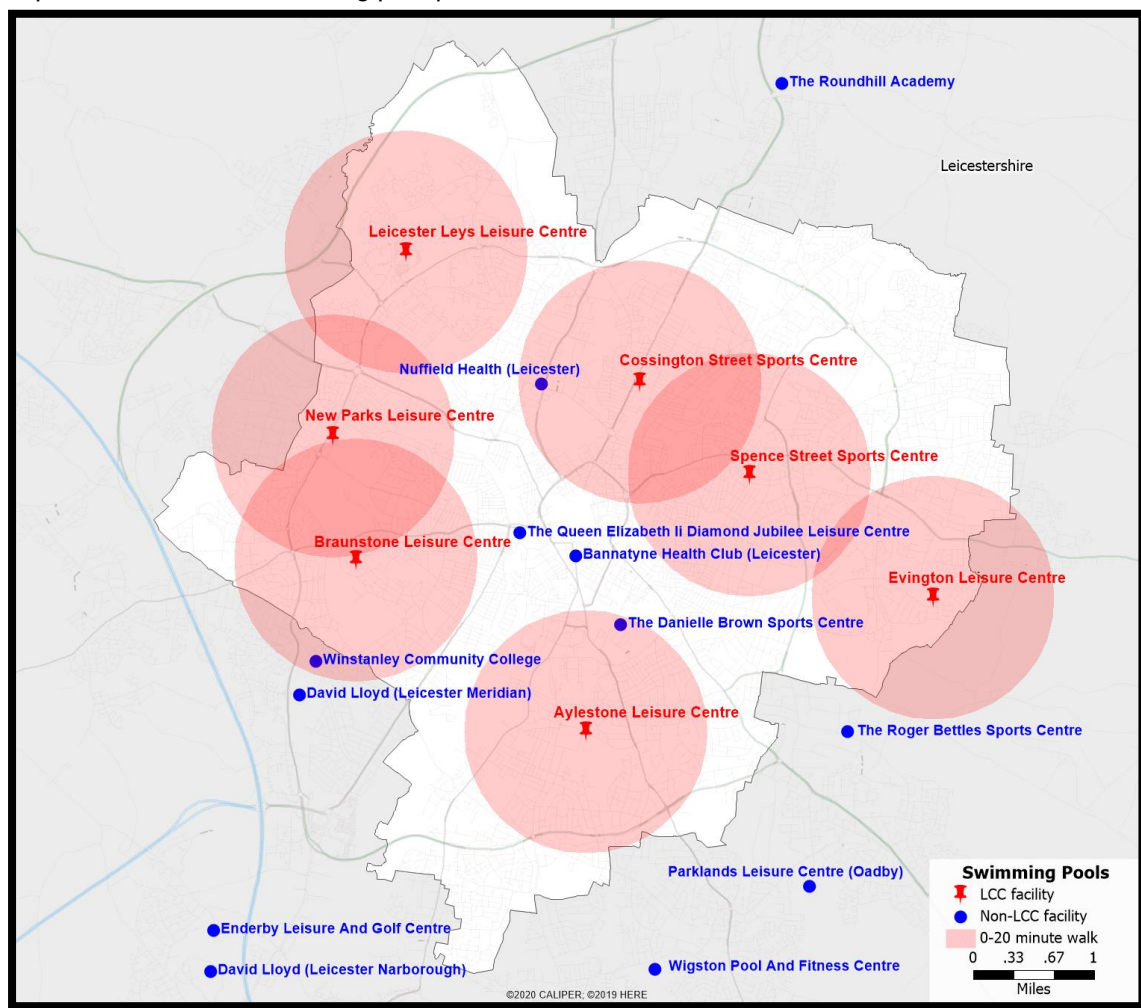 The Roundhill Academy
Leicestershire
Leicester Leys Leisure Centre
Cossington Street Sports Centre
Nuffield Health (Leicester)
New Parks Leisure Centre
Spence Street Sports Centre
The Queen Elizabeth Ii Diamond Jubilee Leisure Centre
Braunstone Leisure Centre
Bannatyne Health Club (Leicester)
Evington Leisure Centre
The Danielle Brown Sports Centre
Winstanley Community College
David Lloyd (Leicester Meridian)
Aylestone Leisure Centre
The Roger Bettles Sports Centre
Parklands Leisure Centre (Oadby)
Enderby Leisure And Golf Centre
David Lloyd (Leicester Narborough)
Wigston Pool And Fitness Centre
Swimming Pools
LCC facility
Non-LCC facility
0-20 minute walk
0 .33 .67 1
Miles
©2020 CALIPER; ©2019 HERE